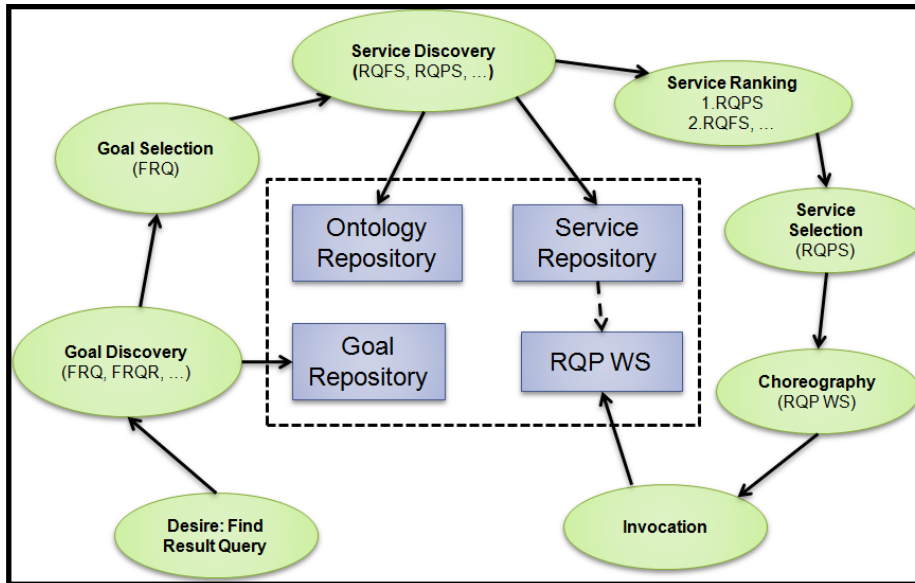 Service Discovery
(RQFS, RQPS, ...)
Service Ranking
1.RQPS
2.RQFS, ...
Goal Selection
(FRQ)
Ontology
Repository
Service
Repository
Service
Selection
(RQPS)
Goal Discovery
(FRQ, FRQR, ...)
Goal
Repository
RQP WS
Choreography
(RQP WS)
Desire: Find
Result Query
Invocation